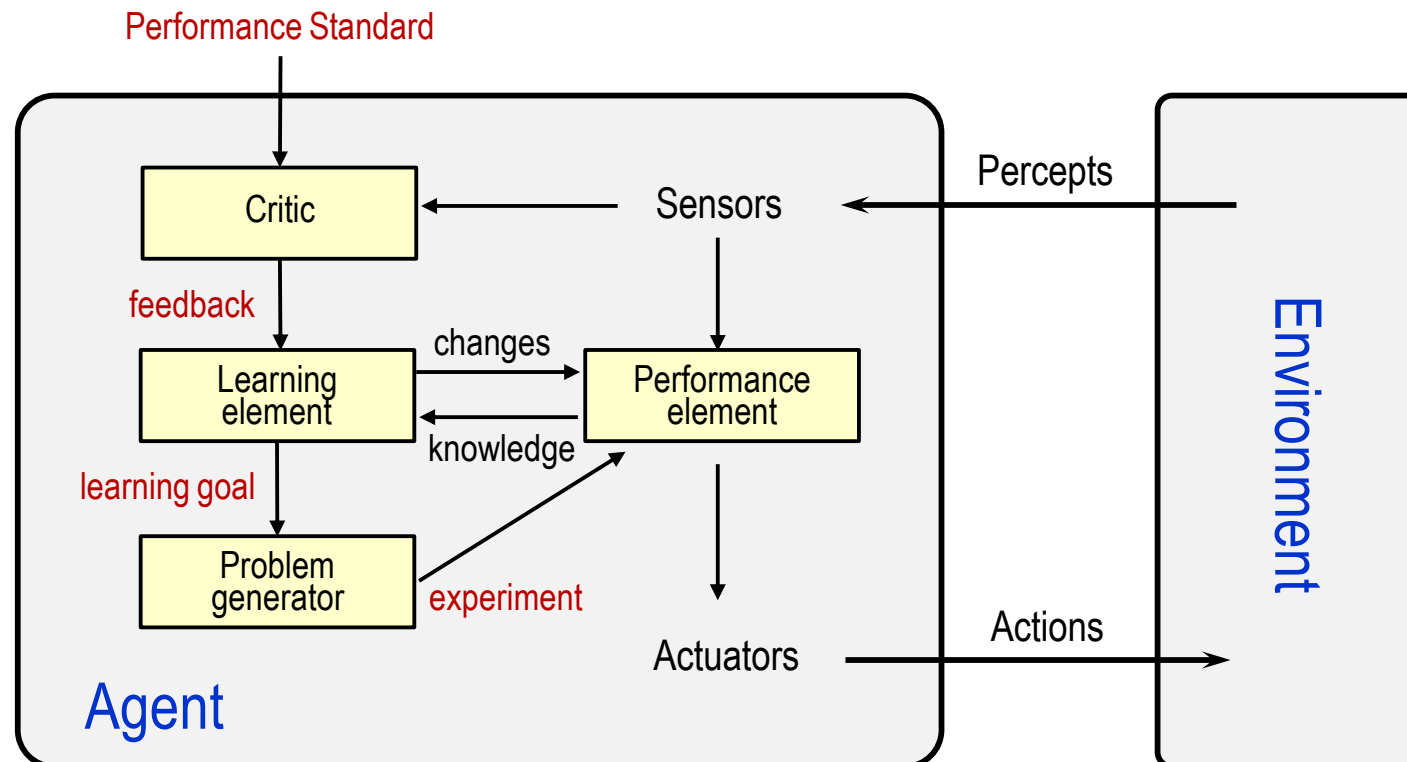 Performance Standard
Percepts
Critic
Sensors
feedback
changes
Learning
element
Performance
element
knowledge
learning goal
Problem
generator
experiment
Actuators
Actions
Agent
Environment